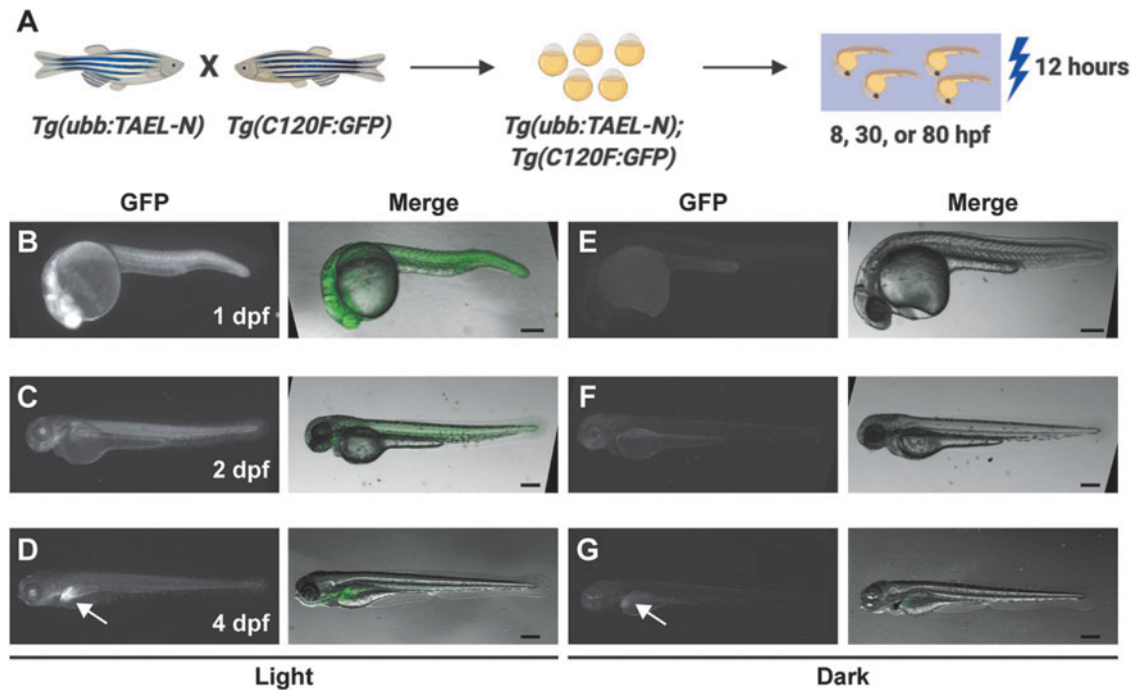 A
X
12 hours
Tg(ubb:TAEL-N)
Tg(C120F:GFP)
Tg(ubb:TAEL-N);
Tg(C120F:GFP)
8, 30, or 80 hpf
GFP
Merge
GFP
Merge
B
1 dpf
E
C
2 dpf
F
D
4 dpf
G
Light
Dark